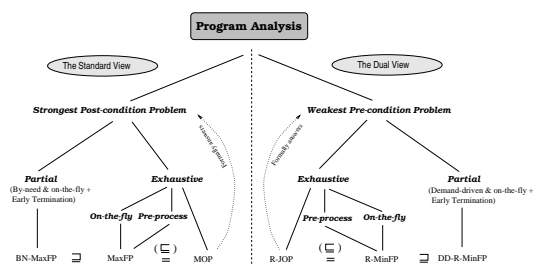 Program Analysis
The Standard View
The Dual View
Strongest Post-condition Problem
Weakest Pre-condition Problem
Formally answers
Formally answers
Partial
(By-need & on-the-fly +
Early Termination)
Exhaustive
Exhaustive
Partial
(Demand-driven & on-the-fly +
Early Termination)
On-the-fly
Pre-process
Pre-process
On-the-fly
BN-MaxFP ⊒ MaxFP (⊑) = MOP
R-JOP (⊑) = R-MinFP ⊒ DD-R-MinFP